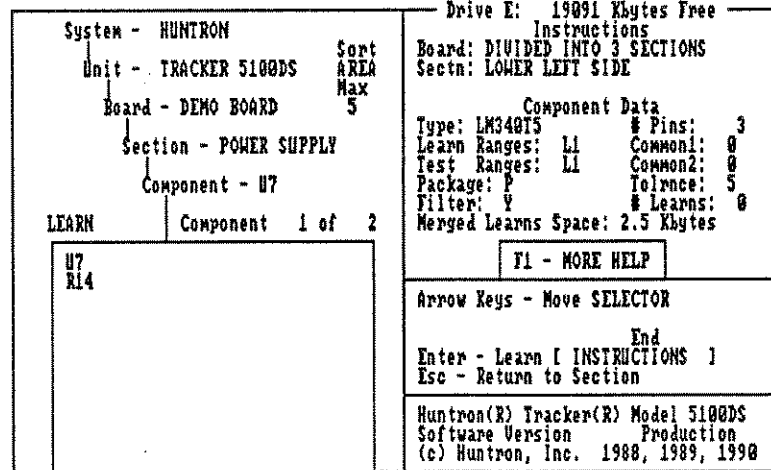 System - HUNTRON
Sort
Unit - TRACKER 5100DS AREA
Max
Board - DEMO BOARD 5
Section - POWER SUPPLY
Component - U7
LEARN Component 1 of 2
U7
R14
Drive E: 19091 Kbytes Free
Instructions
Board: DIVIDED INTO 3 SECTIONS
Sectn: LOWER LEFT SIDE
Component Data
Type: LM340T5 # Pins: 3
Learn Ranges: L1 Common1: 0
Test Ranges: L1 Common2: 0
Package: P Tolrnce: 5
Filter: Y # Learns: 0
Merged Learns Space: 2.5 Kbytes
F1 - MORE HELP
Arrow Keys - Move SELECTOR
End
Enter - Learn [ INSTRUCTIONS ]
Esc - Return to Section
Huntron(R) Tracker(R) Model 5100DS
Software Version Production
(c) Huntron, Inc. 1988, 1989, 1990